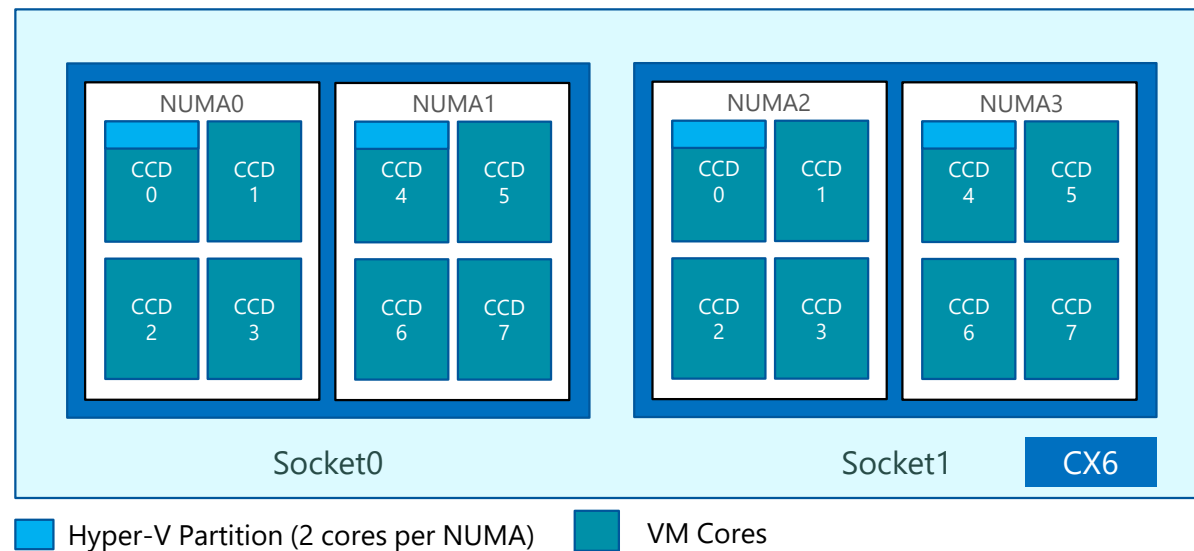 NUMA0
NUMA1
NUMA2
NUMA3
CCD
0
CCD
1
CCD
4
CCD
5
CCD
0
CCD
1
CCD
4
CCD
5
CCD
2
CCD
3
CCD
6
CCD
7
CCD
2
CCD
3
CCD
6
CCD
7
Socket0
Socket1
CX6
Hyper-V Partition (2 cores per NUMA)
VM Cores